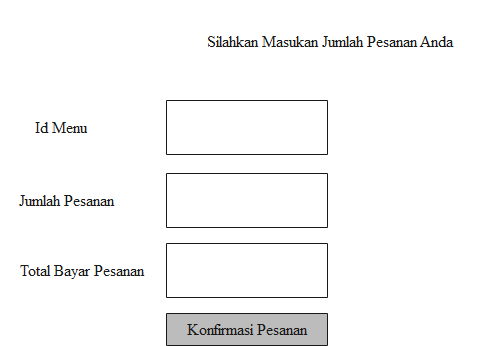 Silahkan Masukan Jumlah Pesanan Anda
Id Menu
Jumlah Pesanan
Total Bayar Pesanan
Konfirmasi Pesanan